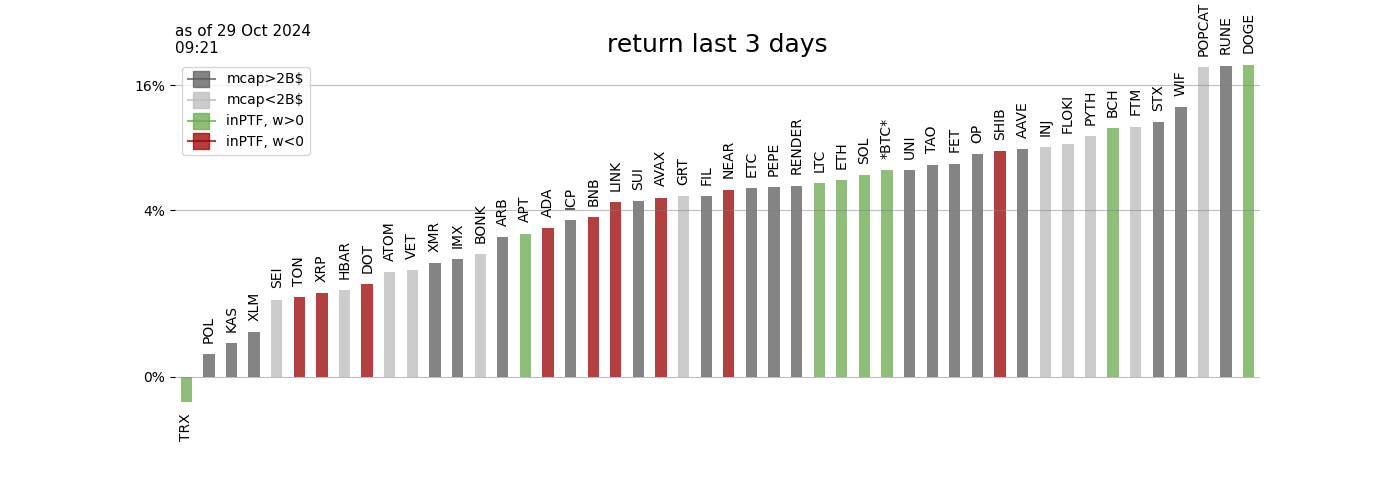 as of 29 Oct 2024
09:21
return last 3 days
mcap>2B$
mcap<2B$
inPTF, w>0
inPTF, w<0
16%
4%
0%
TRX
POL
KAS
XLM
SEI
TON
XRP
HBAR
DOT
ATOM
VET
XMR
IMX
BONK
ARB
APT
ADA
ICP
BNB
LINK
SUI
AVAX
GRT
FIL
NEAR
ETC
PEPE
RENDER
LTC
ETH
SOL
*BTC*
UNI
TAO
FET
OP
SHIB
AAVE
INJ
FLOKI
PYTH
BCH
FTM
STX
WIF
POPCAT
RUNE
DOGE